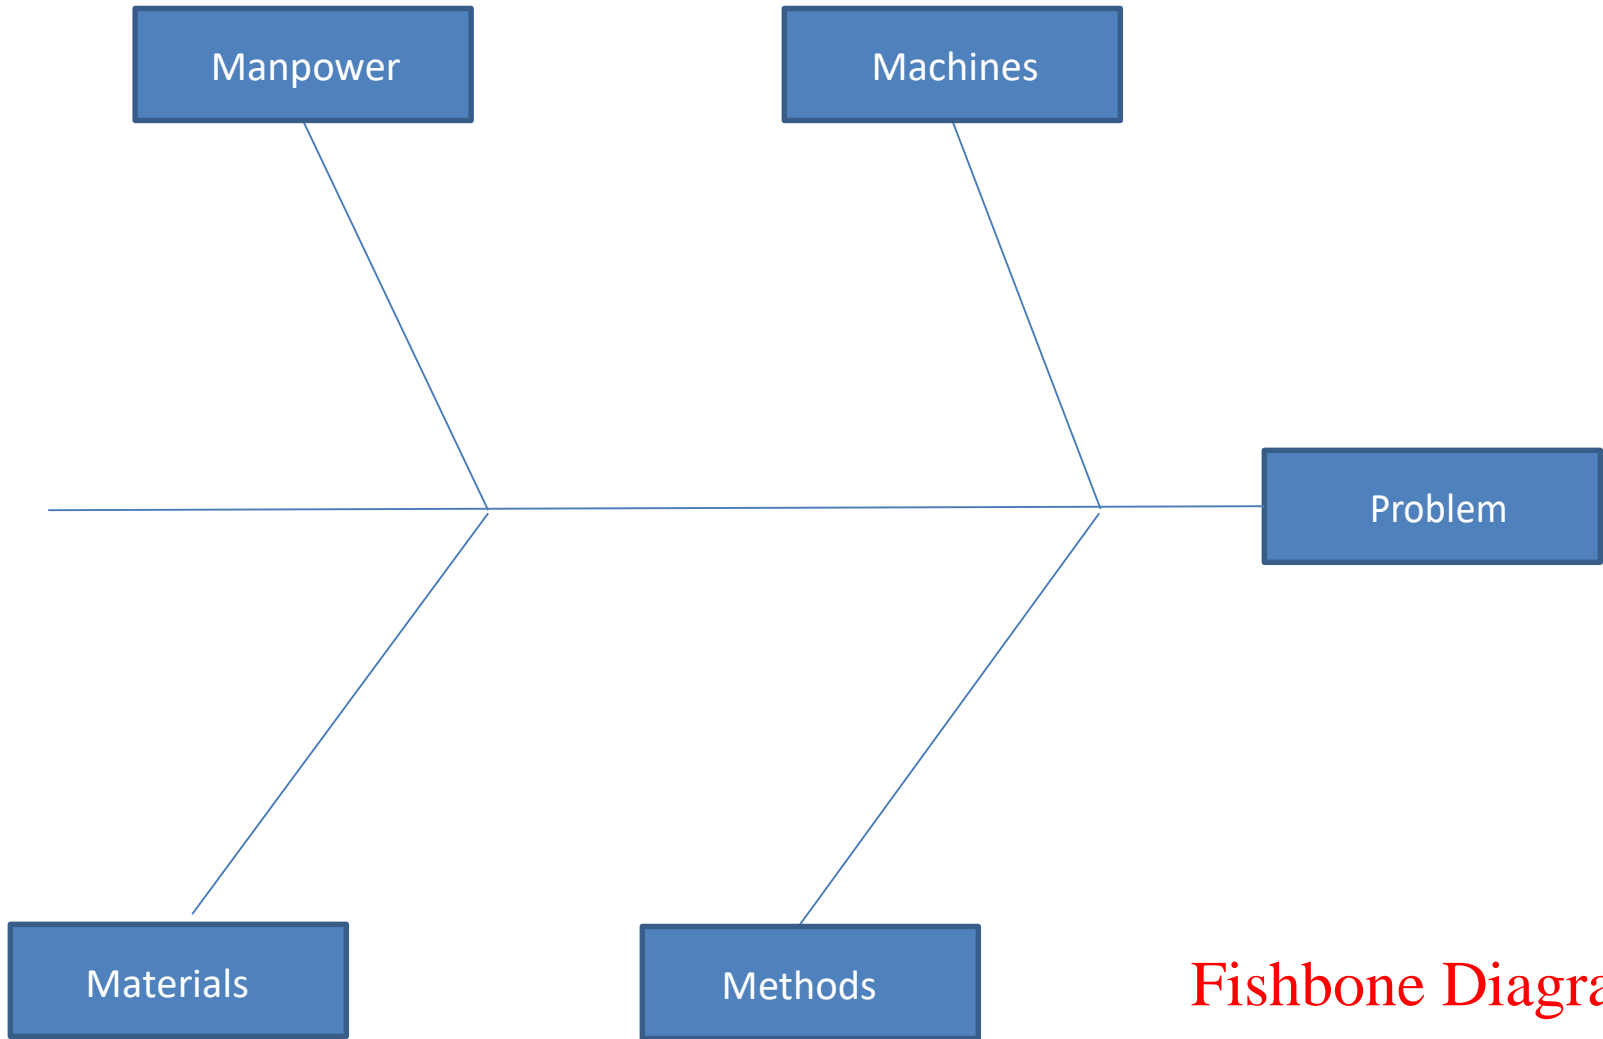 Manpower
Machines
Problem
Materials
Methods
Fishbone Diagra